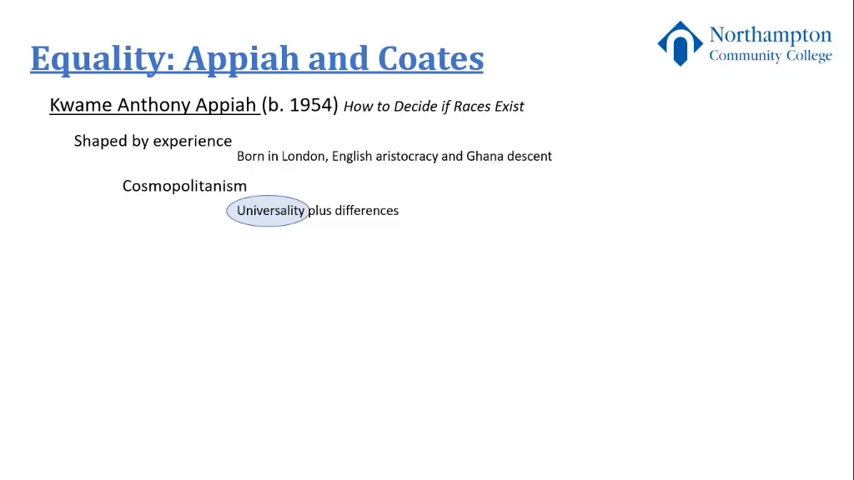 Northampton
Community College
Equality: Appiah and Coates
Kwame Anthony Appiah (b. 1954) How to Decide if Races Exist
Shaped by experience
Born in London, English aristocracy and Ghana descent
Cosmopolitanism
Universality plus differences